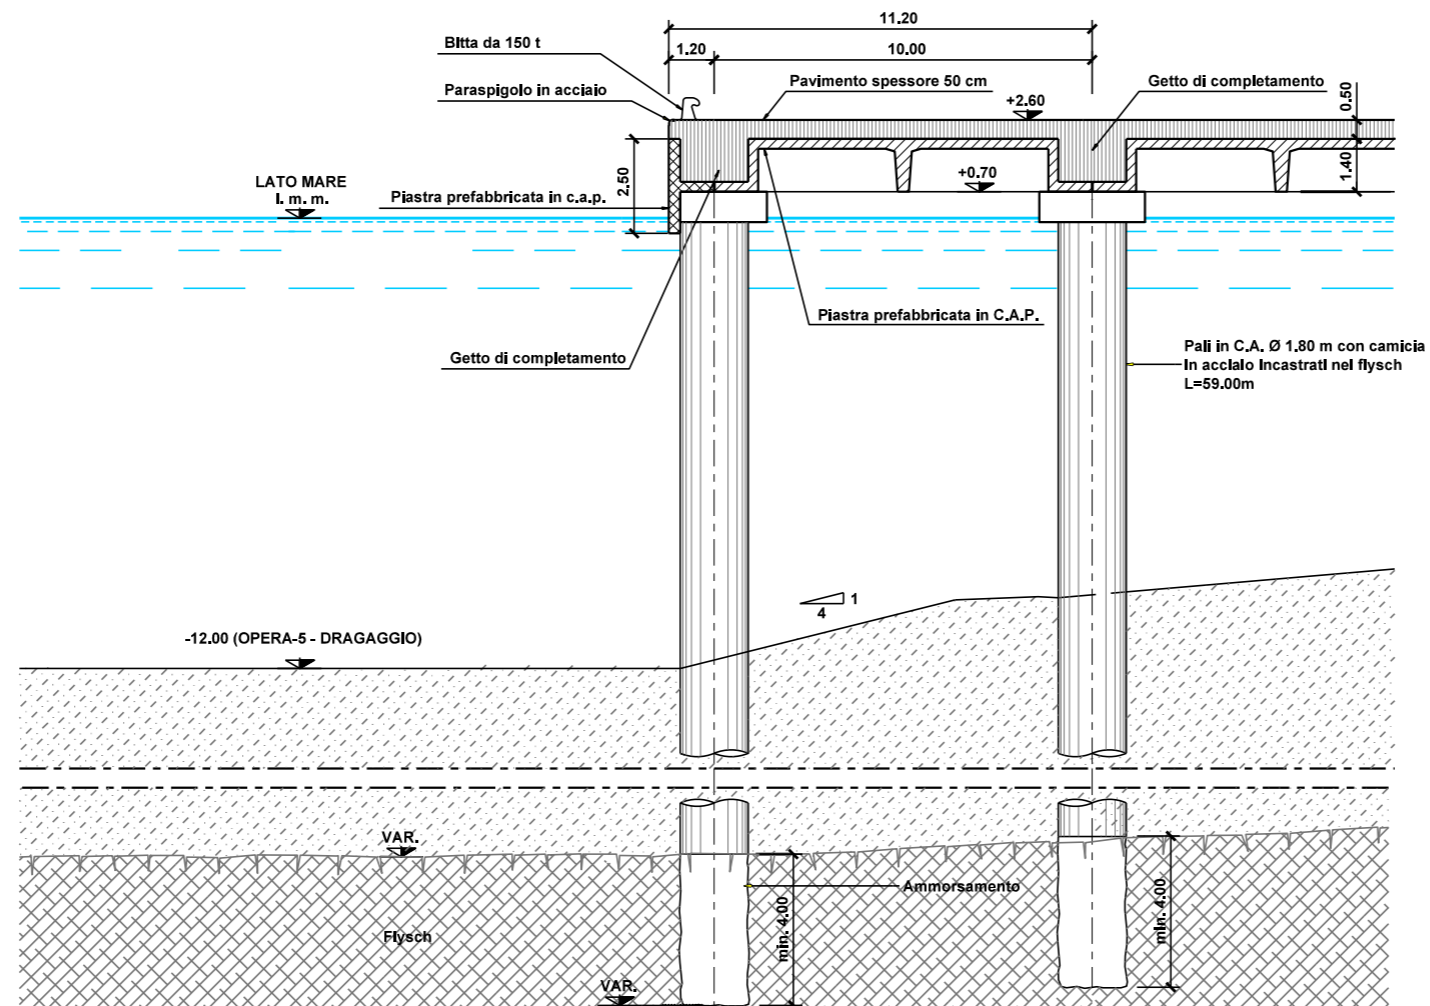 11.20
Bitta da 150 t
1.20
10.00
Paraspigolo in acciaio
Pavimento spessore 50 cm
Getto di completamento
+2.60
0.50
1.40
LATO MARE
l. m. m.
2.50
+0.70
Piastra prefabbricata in c.a.p.
Piastra prefabbricata in C.A.P.
Getto di completamento
Pali in C.A. Ø 1.80 m con camicia
in acciaio incastrati nel flysch
L=59.00m
1
4
-12.00 (OPERA-5 - DRAGAGGIO)
VAR.
Ammorsamento
min. 4.00
min. 4.00
Flysch
VAR.